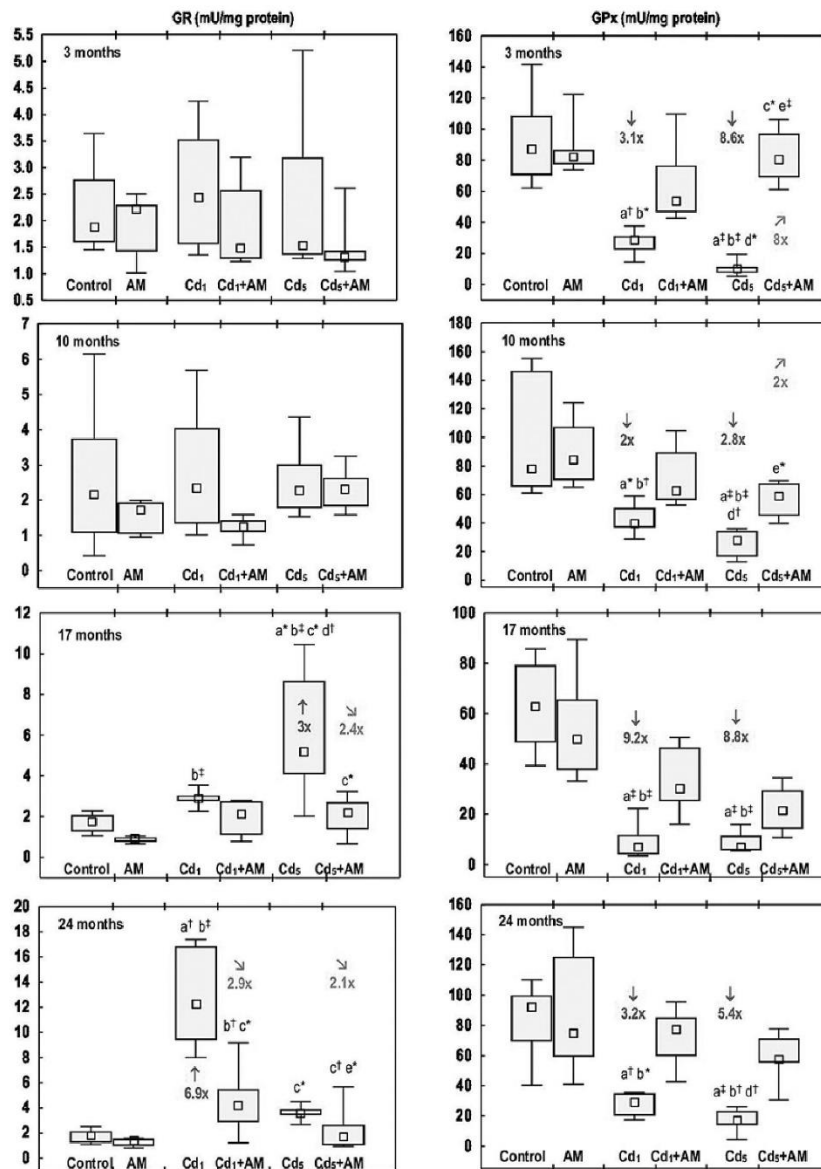 GR (mU/mg protein)
3 months
5.5
5.0
4.5
4.0
3.5
3.0
2.5
2.0
1.5
1.0
0.5
Control AM Cd₁ Cd₁+AM Cd₅ Cd₅+AM
10 months
7
6
5
4
3
2
1
0
Control AM Cd₁ Cd₁+AM Cd₅ Cd₅+AM
17 months
12
10
8
6
4
2
0
a* b‡ c* d†
↑ ↘
3x 2.4x
b‡ c*
Control AM Cd₁ Cd₁+AM Cd₅ Cd₅+AM
24 months
20
18
16
14
12
10
8
6
4
2
0
a† b‡
↘ ↘
2.9x 2.1x
b† c*
c† e*
↑
6.9x
c*
Control AM Cd₁ Cd₁+AM Cd₅ Cd₅+AM
GPx (mU/mg protein)
3 months
160
140
120
100
80
60
40
20
0
↓ ↓ c* e‡
3.1x 8.6x
a† b*
a‡ b‡ d* ↗
8x
Control AM Cd₁ Cd₁+AM Cd₅ Cd₅+AM
10 months
180
160
140
120
100
80
60
40
20
0
↗
2x
↓ ↓
2x 2.8x
a* b† a‡ b‡ e*
d†
Control AM Cd₁ Cd₁+AM Cd₅ Cd₅+AM
17 months
100
80
60
40
20
0
↓ ↓
9.2x 8.8x
a‡ b‡ a‡ b‡
Control AM Cd₁ Cd₁+AM Cd₅ Cd₅+AM
24 months
160
140
120
100
80
60
40
20
0
↓ ↓
3.2x 5.4x
a† b* a‡ b† d†
Control AM Cd₁ Cd₁+AM Cd₅ Cd₅+AM